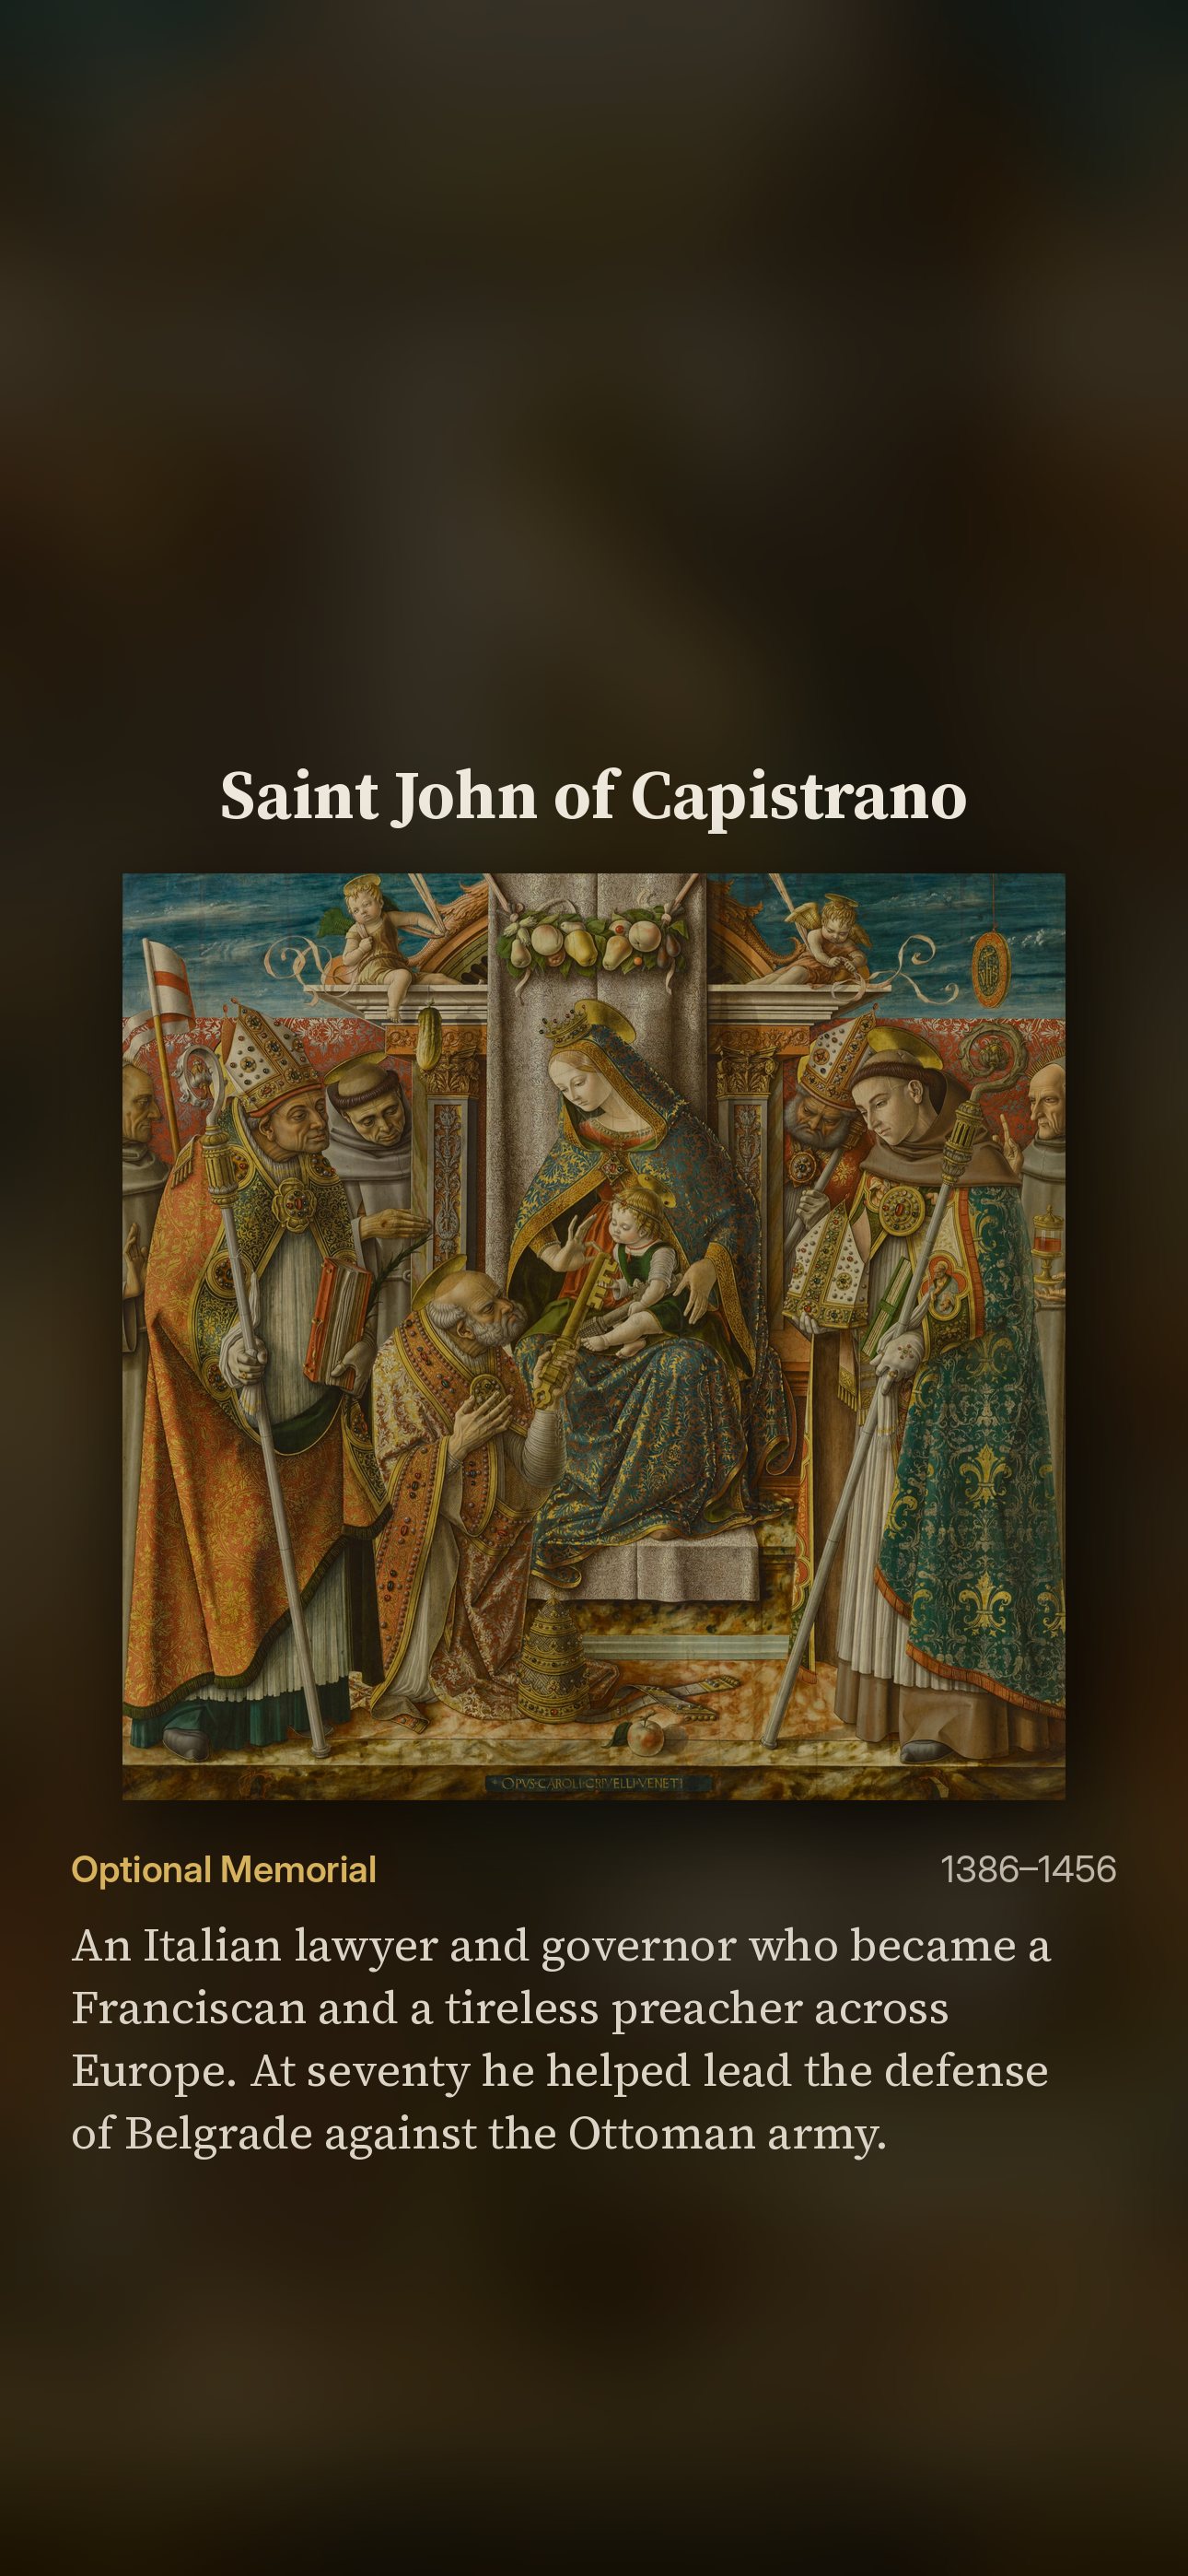 Saint John of Capistrano
OPVS·CAROLI·CRIVELLI·VENETI
Optional Memorial
1386–1456
An Italian lawyer and governor who became a
Franciscan and a tireless preacher across
Europe. At seventy he helped lead the defense
of Belgrade against the Ottoman army.